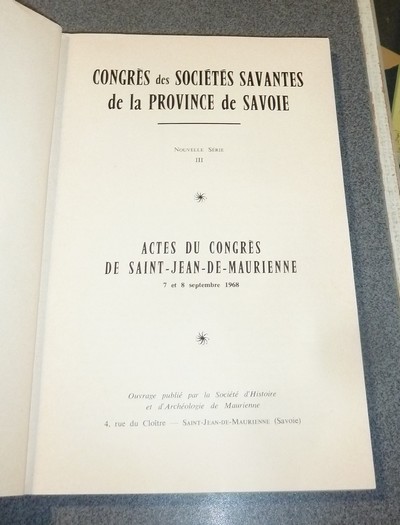 CONGRÈS des SOCIÉTÉS SAVANTES
de la PROVINCE de SAVOIE
Nouvelle Série
III
ACTES DU CONGRÈS
DE SAINT-JEAN-DE-MAURIENNE
7 et 8 septembre 1968
Ouvrage publié par la Société d'Histoire
et d'Archéologie de Maurienne
4, rue du Cloître — Saint-Jean-de-Maurienne (Savoie)